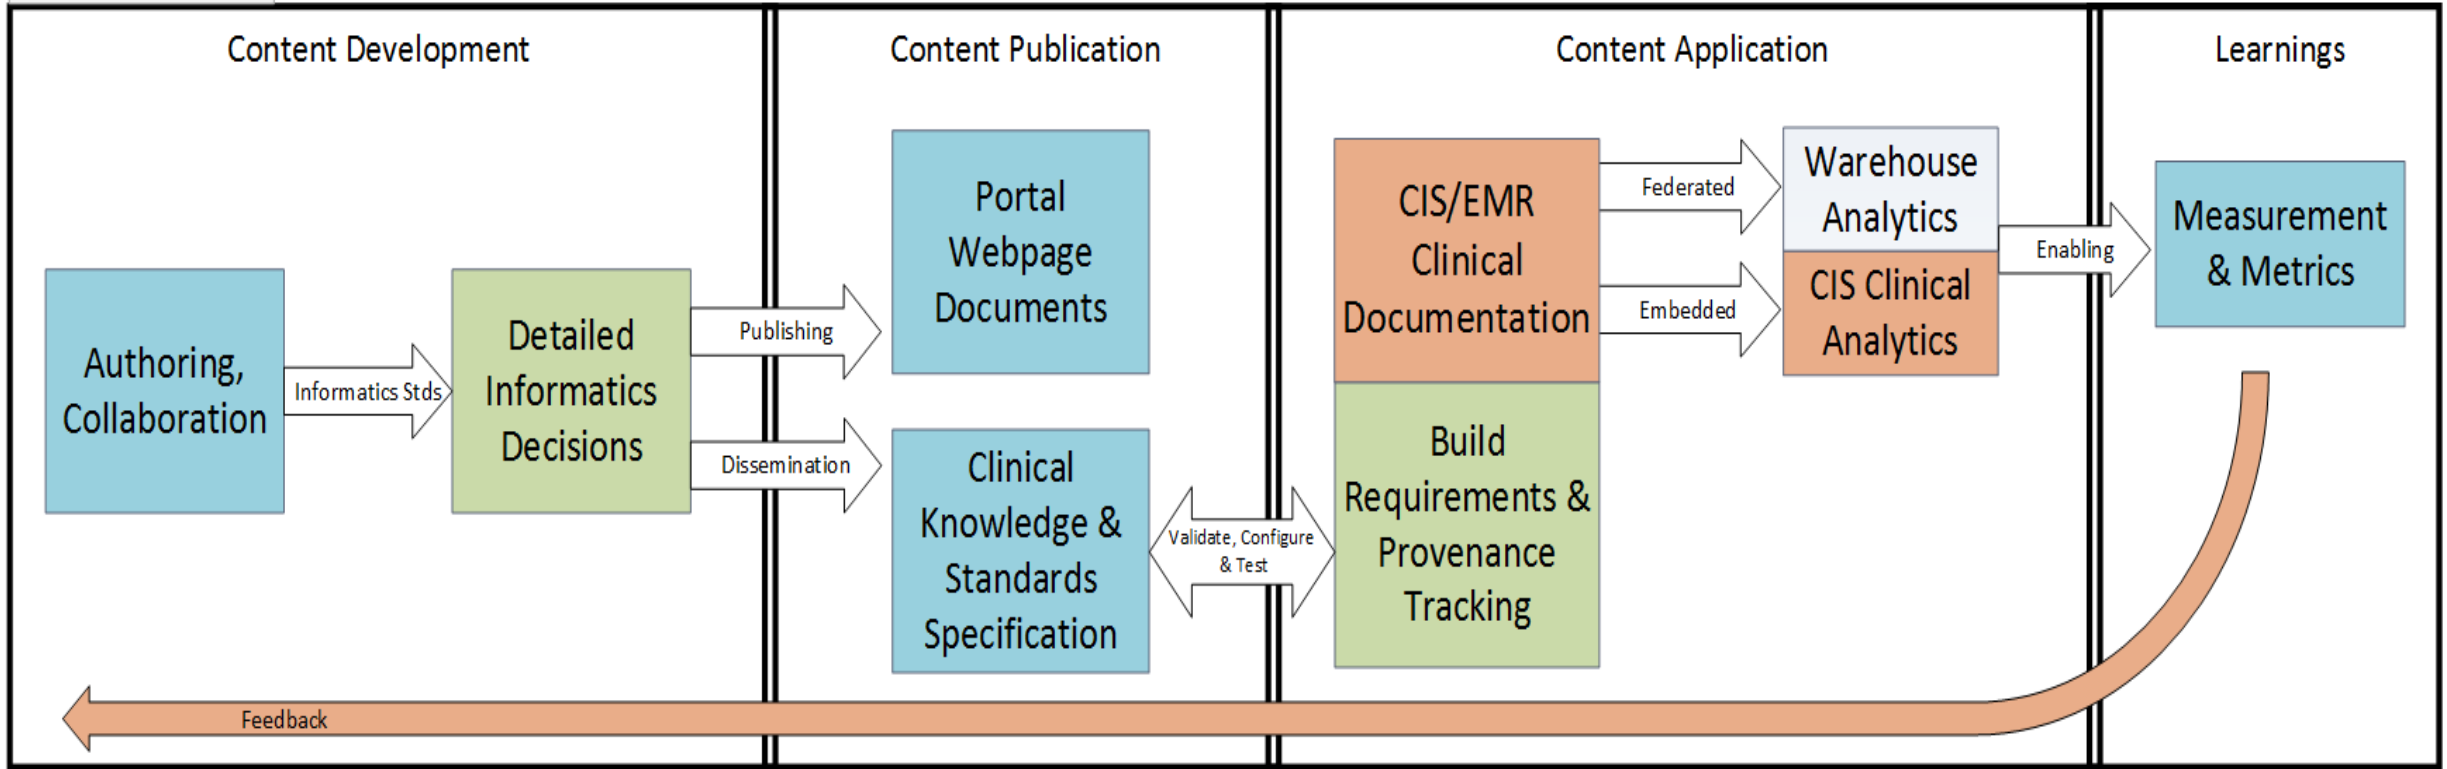 Content Development
Content Publication
Content Application
Learnings
Authoring,
Collaboration
Informatics Stds
Detailed
Informatics
Decisions
Publishing
Dissemination
Portal
Webpage
Documents
Clinical
Knowledge &
Standards
Specification
Validate, Configure
& Test
CIS/EMR
Clinical
Documentation
Build
Requirements &
Provenance
Tracking
Federated
Embedded
Warehouse
Analytics
CIS Clinical
Analytics
Enabling
Measurement
& Metrics
Feedback